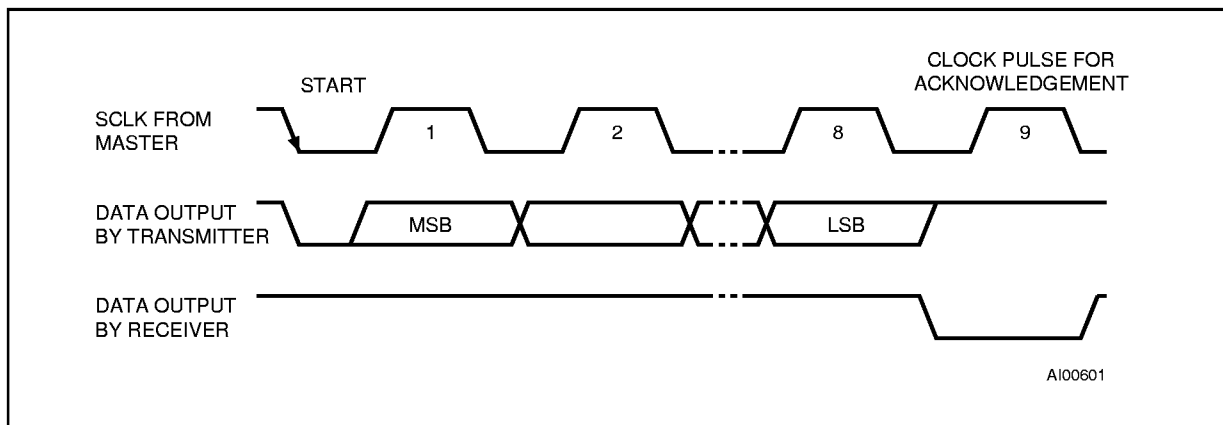 START
CLOCK PULSE FOR
ACKNOWLEDGEMENT
SCLK FROM
MASTER
1
2
8
9
DATA OUTPUT
BY TRANSMITTER
MSB
LSB
DATA OUTPUT
BY RECEIVER
AI00601